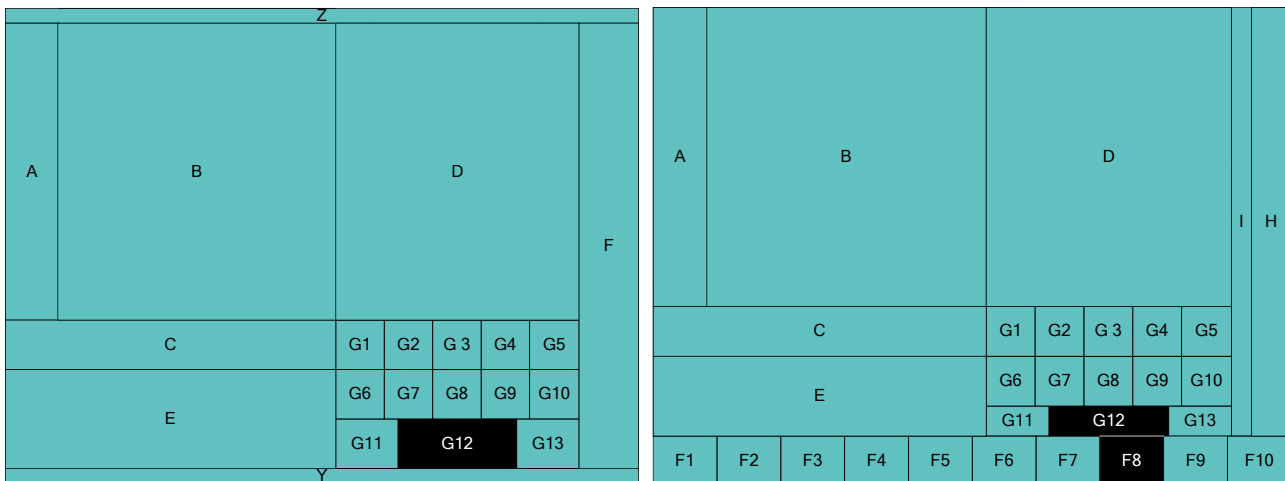 Z
A B D F
C G1 G2 G 3 G4 G5
E G6 G7 G8 G9 G10
G11 G12 G13
Y
A B D I H
C G1 G2 G 3 G4 G5
E G6 G7 G8 G9 G10
G11 G12 G13
F1 F2 F3 F4 F5 F6 F7 F8 F9 F10